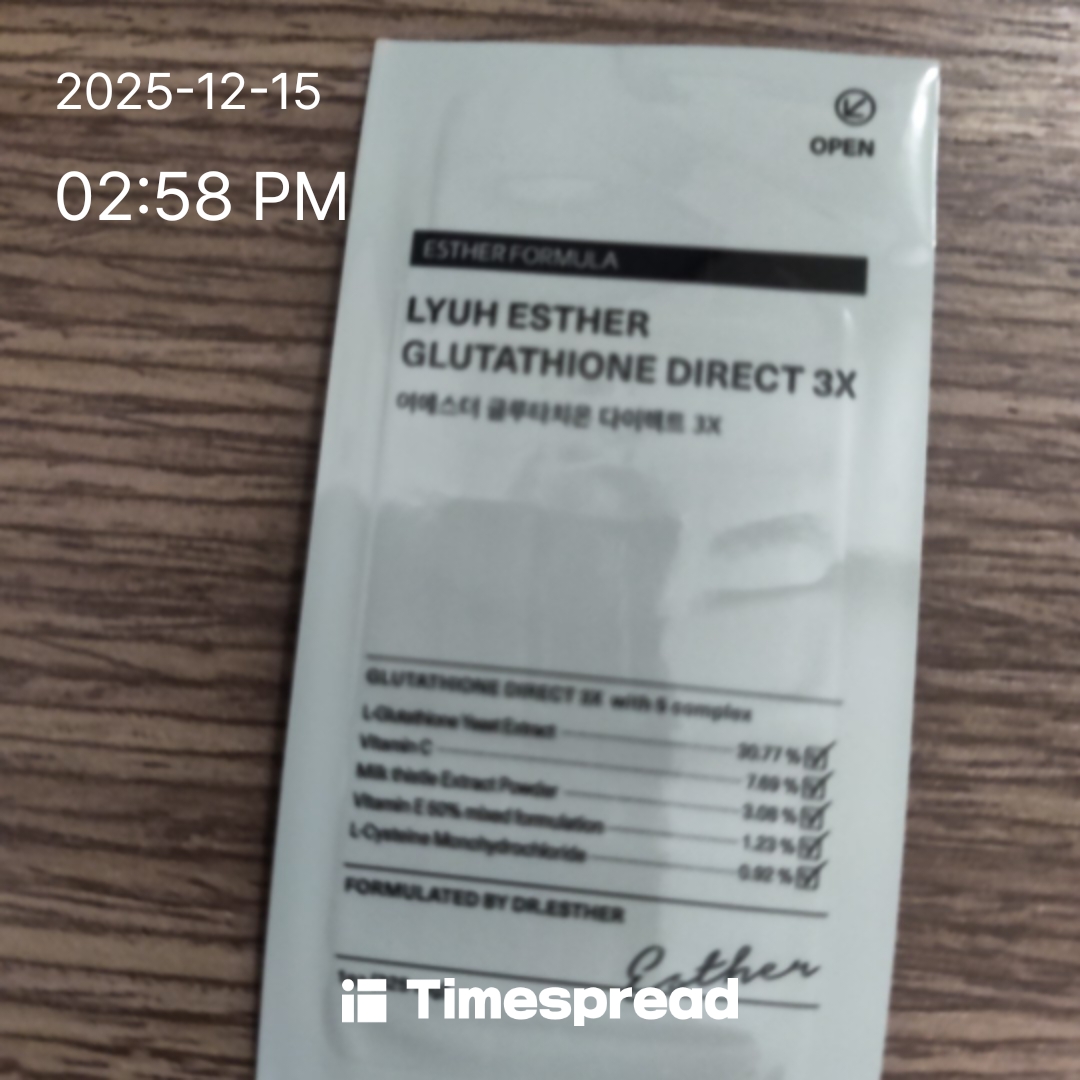 2025-12-15
02:58 PM
OPEN
ESTHER FORMULA
LYUH ESTHER
GLUTATHIONE DIRECT 3X
여에스더 글루타치온 다이렉트 3X
GLUTATHIONE DIRECT 3X with 5 complex
L-Glutathione Yeast Extract 30.77 %
Vitamin C 7.69 %
Milk thistle Extract Powder 3.08 %
Vitamin E 50% mixed formulation 1.23 %
L-Cysteine Monohydrochloride 0.92 %
FORMULATED BY DR.ESTHER
Esther
Timespread